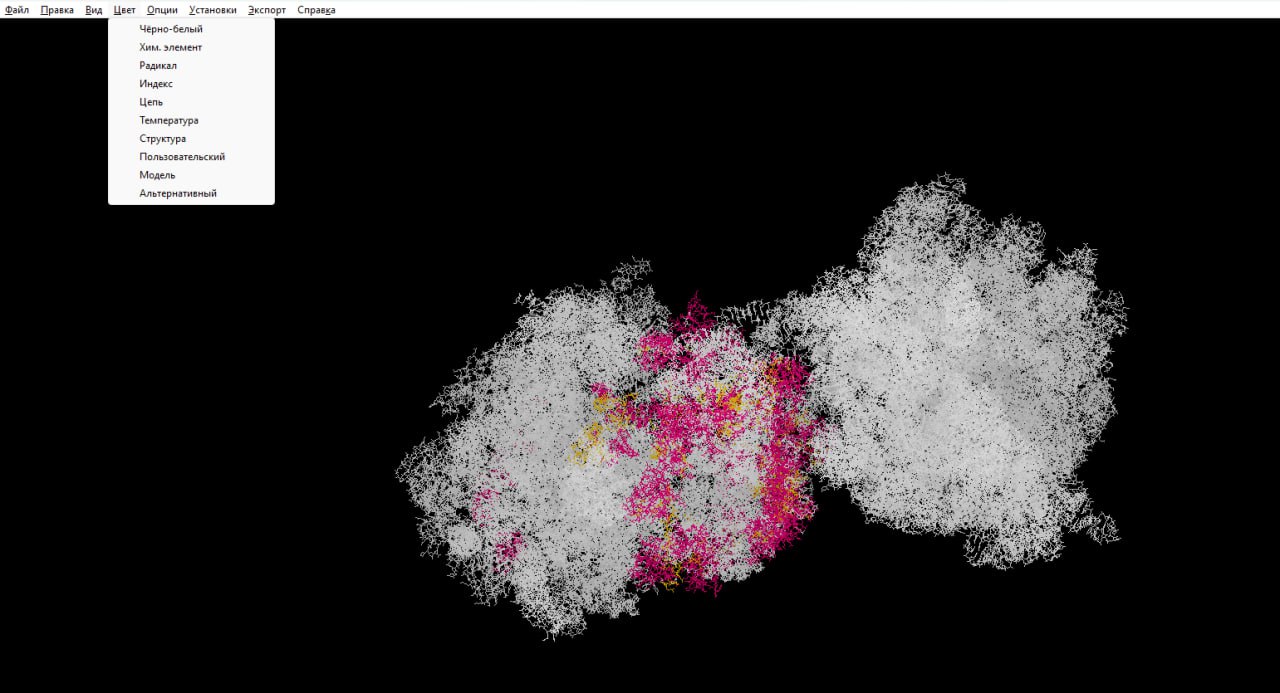 Файл Правка Вид Цвет Опции Установки Экспорт Справка
Чёрно-белый
Хим. элемент
Радикал
Индекс
Цепь
Температура
Структура
Пользовательский
Модель
Альтернативный